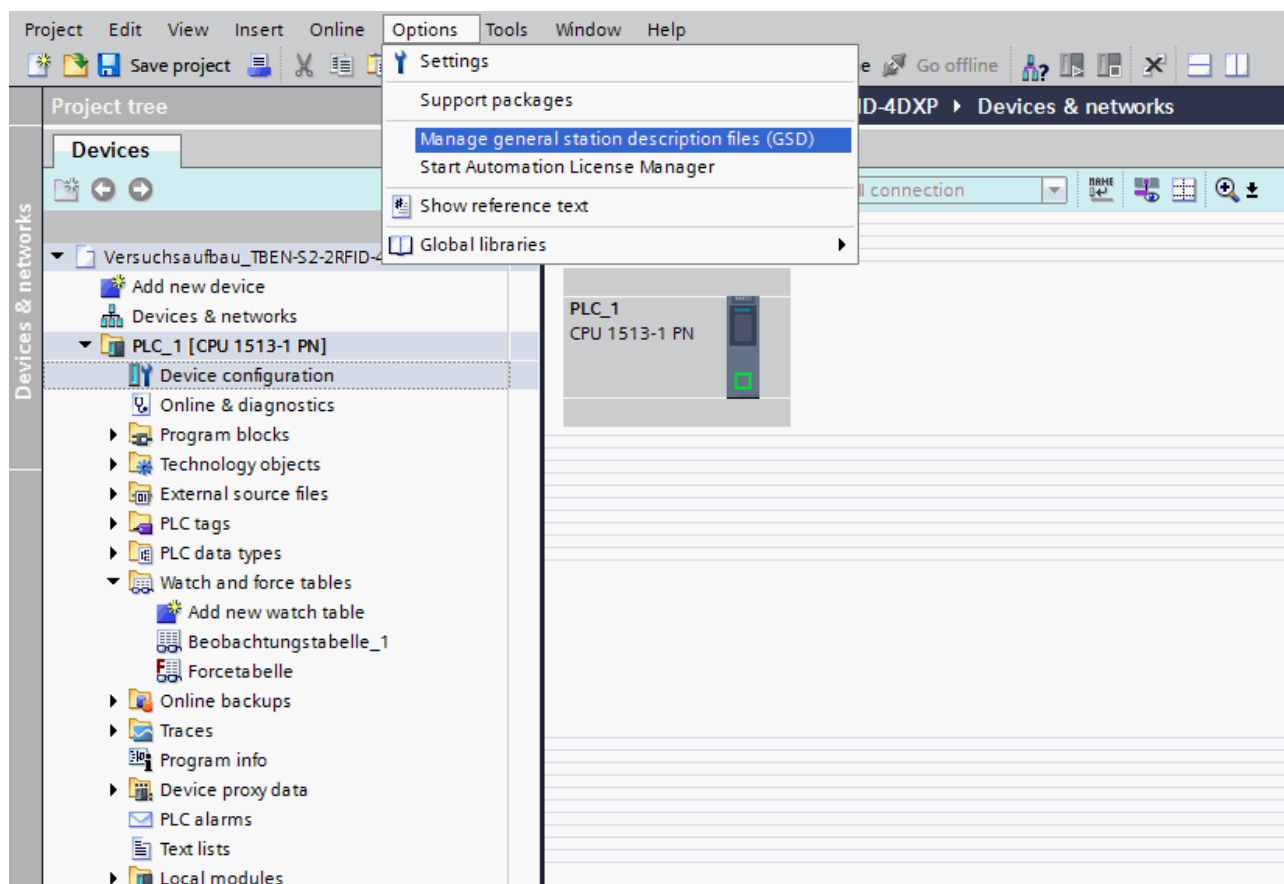 Project Edit View Insert Online Options Tools Window Help
Save project
e Go offline
Settings
Support packages
Manage general station description files (GSD)
Start Automation License Manager
Show reference text
Global libraries
Project tree
ID-4DXP Devices & networks
Devices
ll connection
NAME
Devices & networks
Versuchsaufbau_TBEN-S2-2RFID-4
Add new device
Devices & networks
PLC_1 [CPU 1513-1 PN]
Device configuration
Online & diagnostics
Program blocks
Technology objects
External source files
PLC tags
PLC data types
Watch and force tables
Add new watch table
Beobachtungstabelle_1
Forcetabelle
Online backups
Traces
Program info
Device proxy data
PLC alarms
Text lists
Local modules
PLC_1
CPU 1513-1 PN